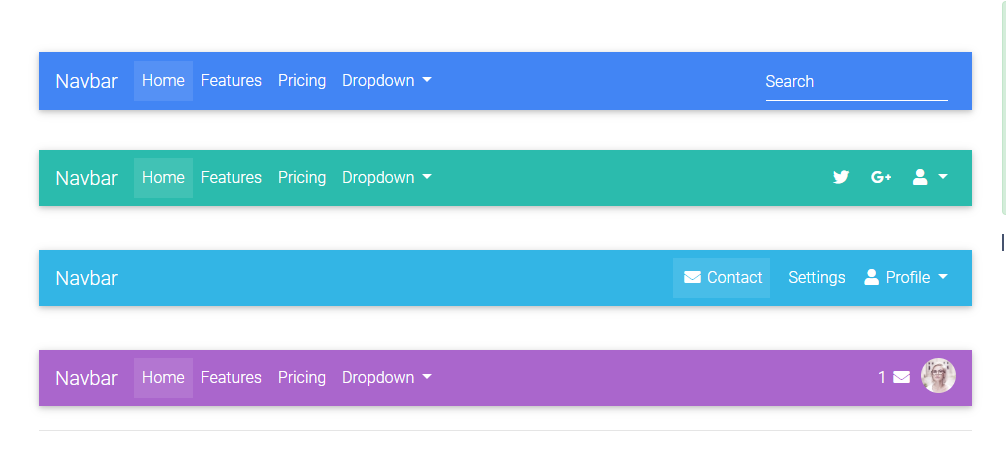 Navbar Home Features Pricing Dropdown Search
Navbar Home Features Pricing Dropdown G+
Navbar Contact Settings Profile
Navbar Home Features Pricing Dropdown 1